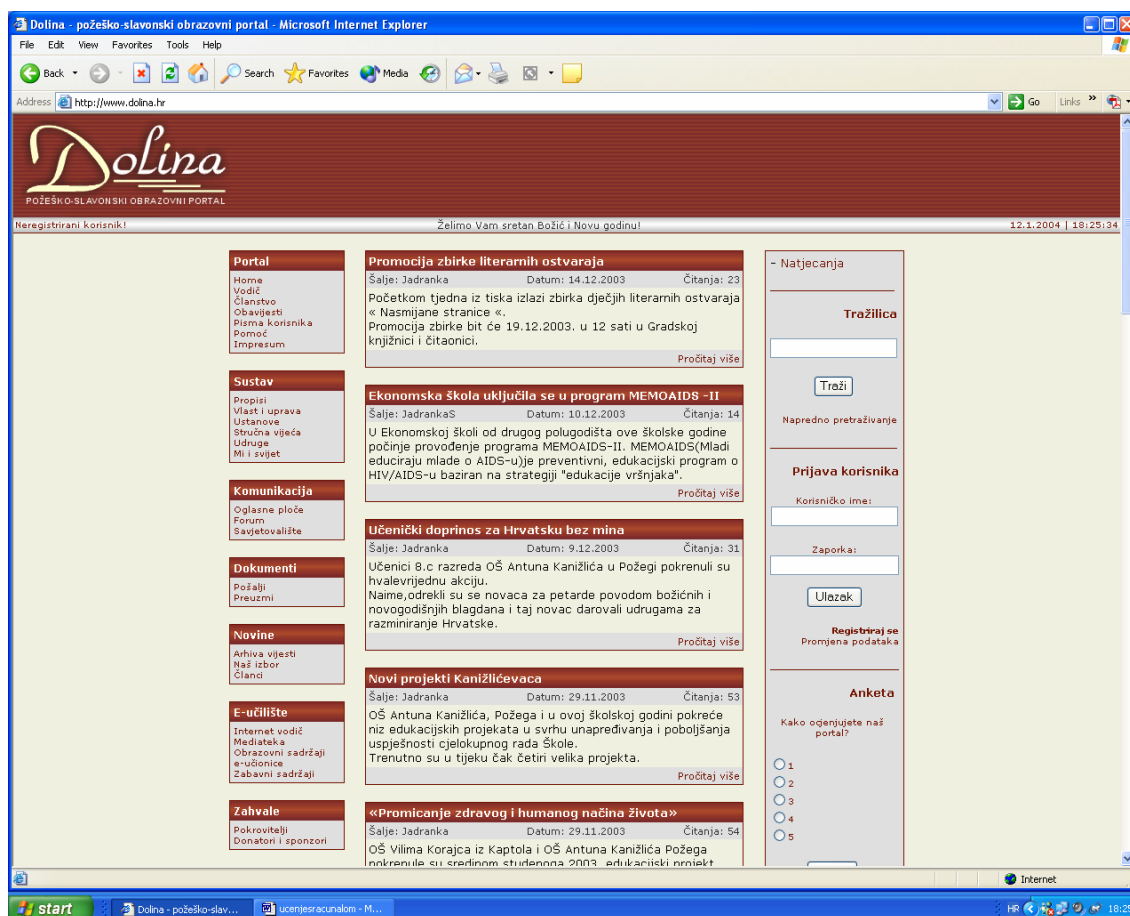 Dolina - požeško-slavonski obrazovni portal - Microsoft Internet Explorer
File Edit View Favorites Tools Help
Back Search Favorites Media
Address http://www.dolina.hr Go Links »
Dolina
POŽEŠKO-SLAVONSKI OBRAZOVNI PORTAL
Neregistrirani korisnik! Želimo Vam sretan Božić i Novu godinu! 12.1.2004 | 18:25:34
Portal
Home
Vodič
Članstvo
Obavijesti
Pisma korisnika
Pomoć
Impresum
Sustav
Propisi
Vlast i uprava
Ustanove
Stručna vijeća
Udruge
Mi i svijet
Komunikacija
Oglasne ploče
Forum
Savjetovalište
Dokumenti
Pošalji
Preuzmi
Novine
Arhiva vijesti
Naš izbor
Članci
E-učilište
Internet vodič
Mediateka
Obrazovni sadržaji
e-učionice
Zabavni sadržaji
Zahvale
Pokrovitelji
Donatori i sponzori
Promocija zbirke literarnih ostvaraja
Šalje: Jadranka Datum: 14.12.2003 Čitanja: 23
Početkom tjedna iz tiska izlazi zbirka dječjih literarnih ostvaraja
« Nasmijane stranice «.
Promocija zbirke bit će 19.12.2003. u 12 sati u Gradskoj
knjižnici i čitaonici.
Pročitaj više
Ekonomska škola uključila se u program MEMOAIDS -II
Šalje: JadrankaS Datum: 10.12.2003 Čitanja: 14
U Ekonomskoj školi od drugog polugodišta ove školske godine
počinje provođenje programa MEMOAIDS-II. MEMOAIDS(Mladi
educiraju mlade o AIDS-u)je preventivni, edukacijski program o
HIV/AIDS-u baziran na strategiji "edukacije vršnjaka".
Pročitaj više
Učenički doprinos za Hrvatsku bez mina
Šalje: Jadranka Datum: 9.12.2003 Čitanja: 31
Učenici 8.c razreda OŠ Antuna Kanižlića u Požegi pokrenuli su
hvalevrijednu akciju.
Naime,odrekli su se novaca za petarde povodom božićnih i
novogodišnjih blagdana i taj novac darovali udrugama za
razminiranje Hrvatske.
Pročitaj više
Novi projekti Kanižlićevaca
Šalje: Jadranka Datum: 29.11.2003 Čitanja: 53
OŠ Antuna Kanižlića, Požega i u ovoj školskoj godini pokreće
niz edukacijskih projekata u svrhu unapređivanja i poboljšanja
uspješnosti cjelokupnog rada Škole.
Trenutno su u tijeku čak četiri velika projekta.
Pročitaj više
«Promicanje zdravog i humanog načina života»
Šalje: Jadranka Datum: 29.11.2003 Čitanja: 54
OŠ Vilima Korajca iz Kaptola i OŠ Antuna Kanižlića Požega
pokrenule su sredinom studenoga 2003. edukacijski projekt
- Natjecanja
Tražilica
Traži
Napredno pretraživanje
Prijava korisnika
Korisničko ime:
Zaporka:
Ulazak
Registriraj se
Promjena podataka
Anketa
Kako ocjenjujete naš
portal?
1
2
3
4
5
Internet
start Dolina - požeško-slav... ucenjesracunalom - M... HR 18:25